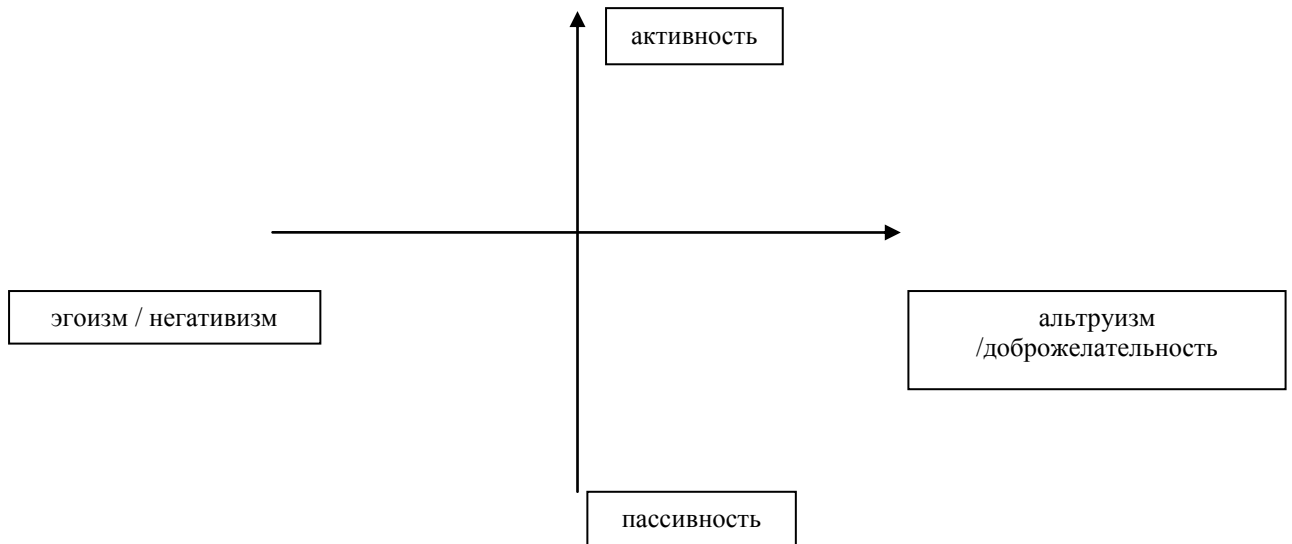 активность
эгоизм / негативизм
альтруизм
/доброжелательность
пассивность